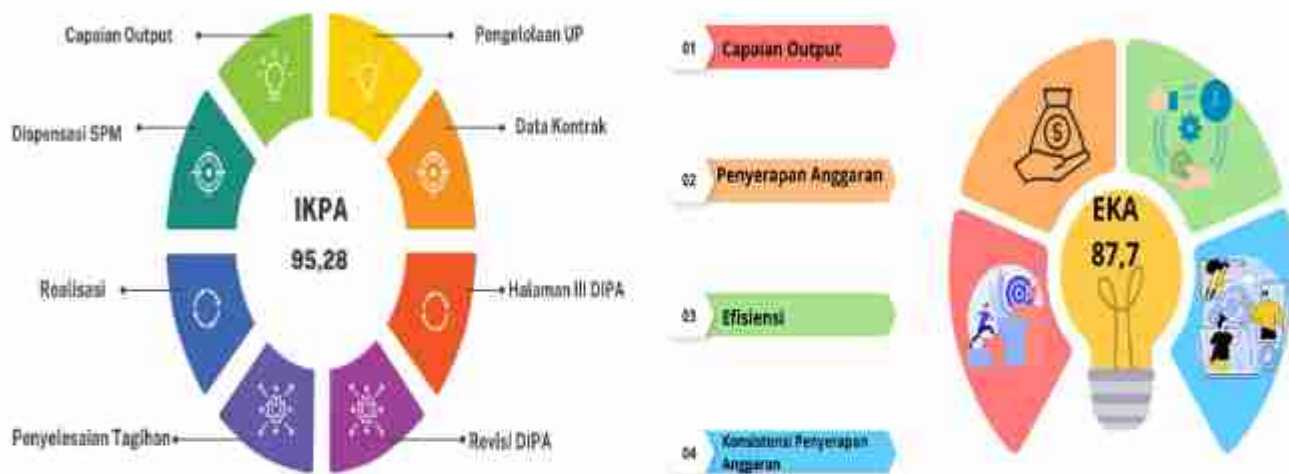 Capaian Output
Pengelolaan UP
Dispensasi SPM
Data Kontrak
IKPA
95,28
Realisasi
Halaman III DIPA
Penyelesaian Tagihan
Revisi DIPA
01 Capaian Output
02 Penyerapan Anggaran
03 Efisiensi
04 Konsistensi Penyerapan
Anggaran
EKA
87,7
$